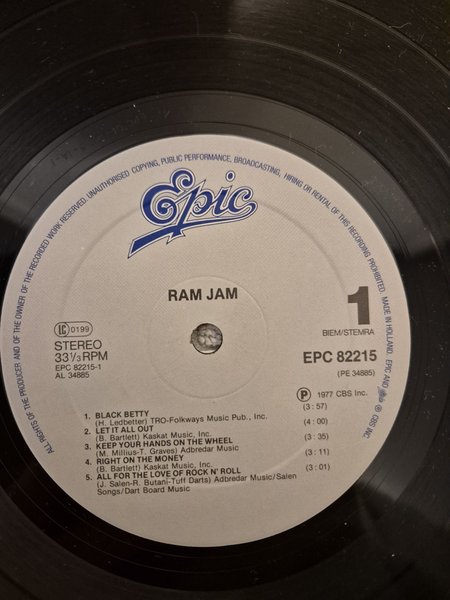 ALL RIGHTS OF THE PRODUCER AND OF THE OWNER OF THE RECORDED WORK RESERVED. UNAUTHORISED COPYING, PUBLIC PERFORMANCE, BROADCASTING, HIRING OR RENTAL OF THIS RECORDING PROHIBITED. MADE IN HOLLAND. EPIC AND ® CBS INC.
Epic
RAM JAM
LC 0199
STEREO
33 1/3 RPM
EPC 82215-1
AL 34885
1
BIEM/STEMRA
EPC 82215
(PE 34885)
Ⓟ 1977 CBS Inc.
1. BLACK BETTY (3:57)
(H. Ledbetter) TRO-Folkways Music Pub., Inc.
2. LET IT ALL OUT (4:00)
(B. Bartlett) Kaskat Music, Inc.
3. KEEP YOUR HANDS ON THE WHEEL (3:35)
(M. Millius-T. Graves) Adbredar Music
4. RIGHT ON THE MONEY (3:11)
(B. Bartlett) Kaskat Music, Inc.
5. ALL FOR THE LOVE OF ROCK N' ROLL (3:01)
(J. Salen-R. Butani-Tuff Darts) Adbredar Music/Salen
Songs/Dart Board Music